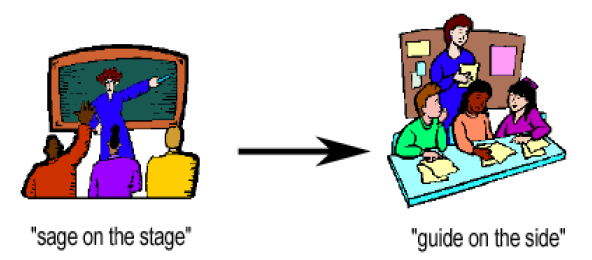 "sage on the stage"
"guide on the side"